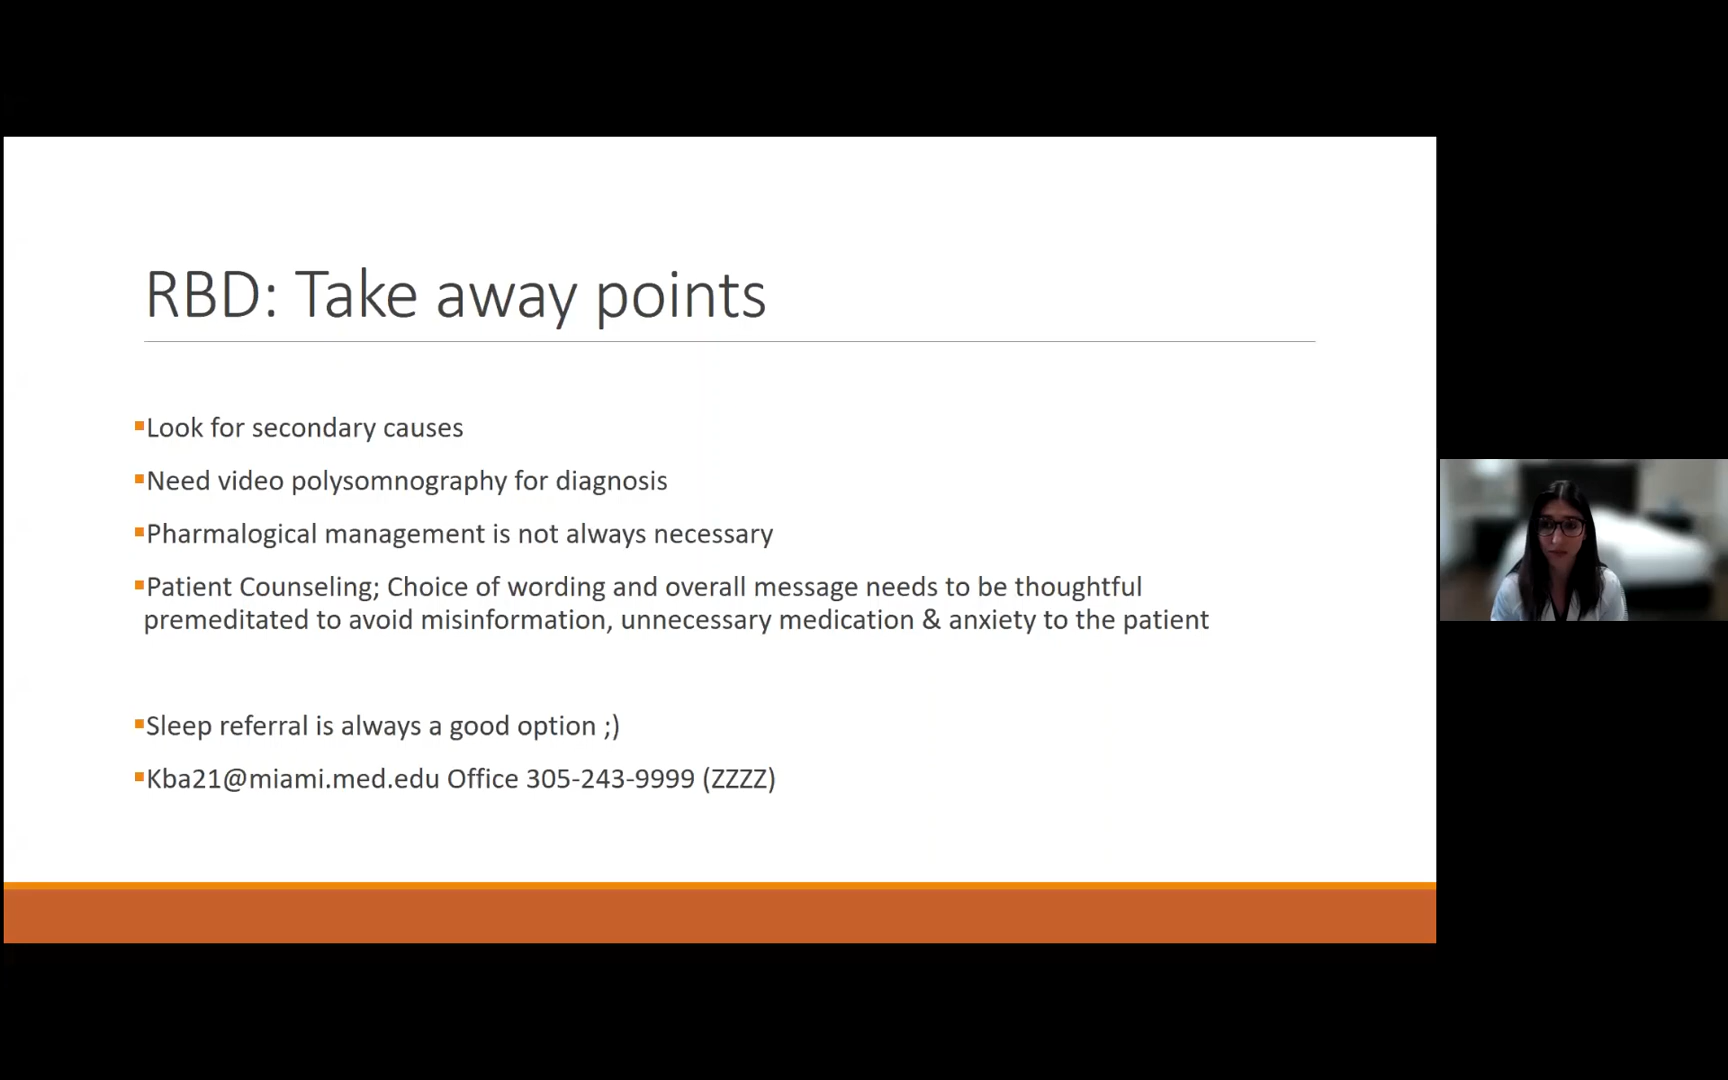 RBD: Take away points
Look for secondary causes
Need video polysomnography for diagnosis
Pharmalogical management is not always necessary
Patient Counseling; Choice of wording and overall message needs to be thoughtful
premeditated to avoid misinformation, unnecessary medication & anxiety to the patient
Sleep referral is always a good option ;)
Kba21@miami.med.edu Office 305-243-9999 (ZZZZ)